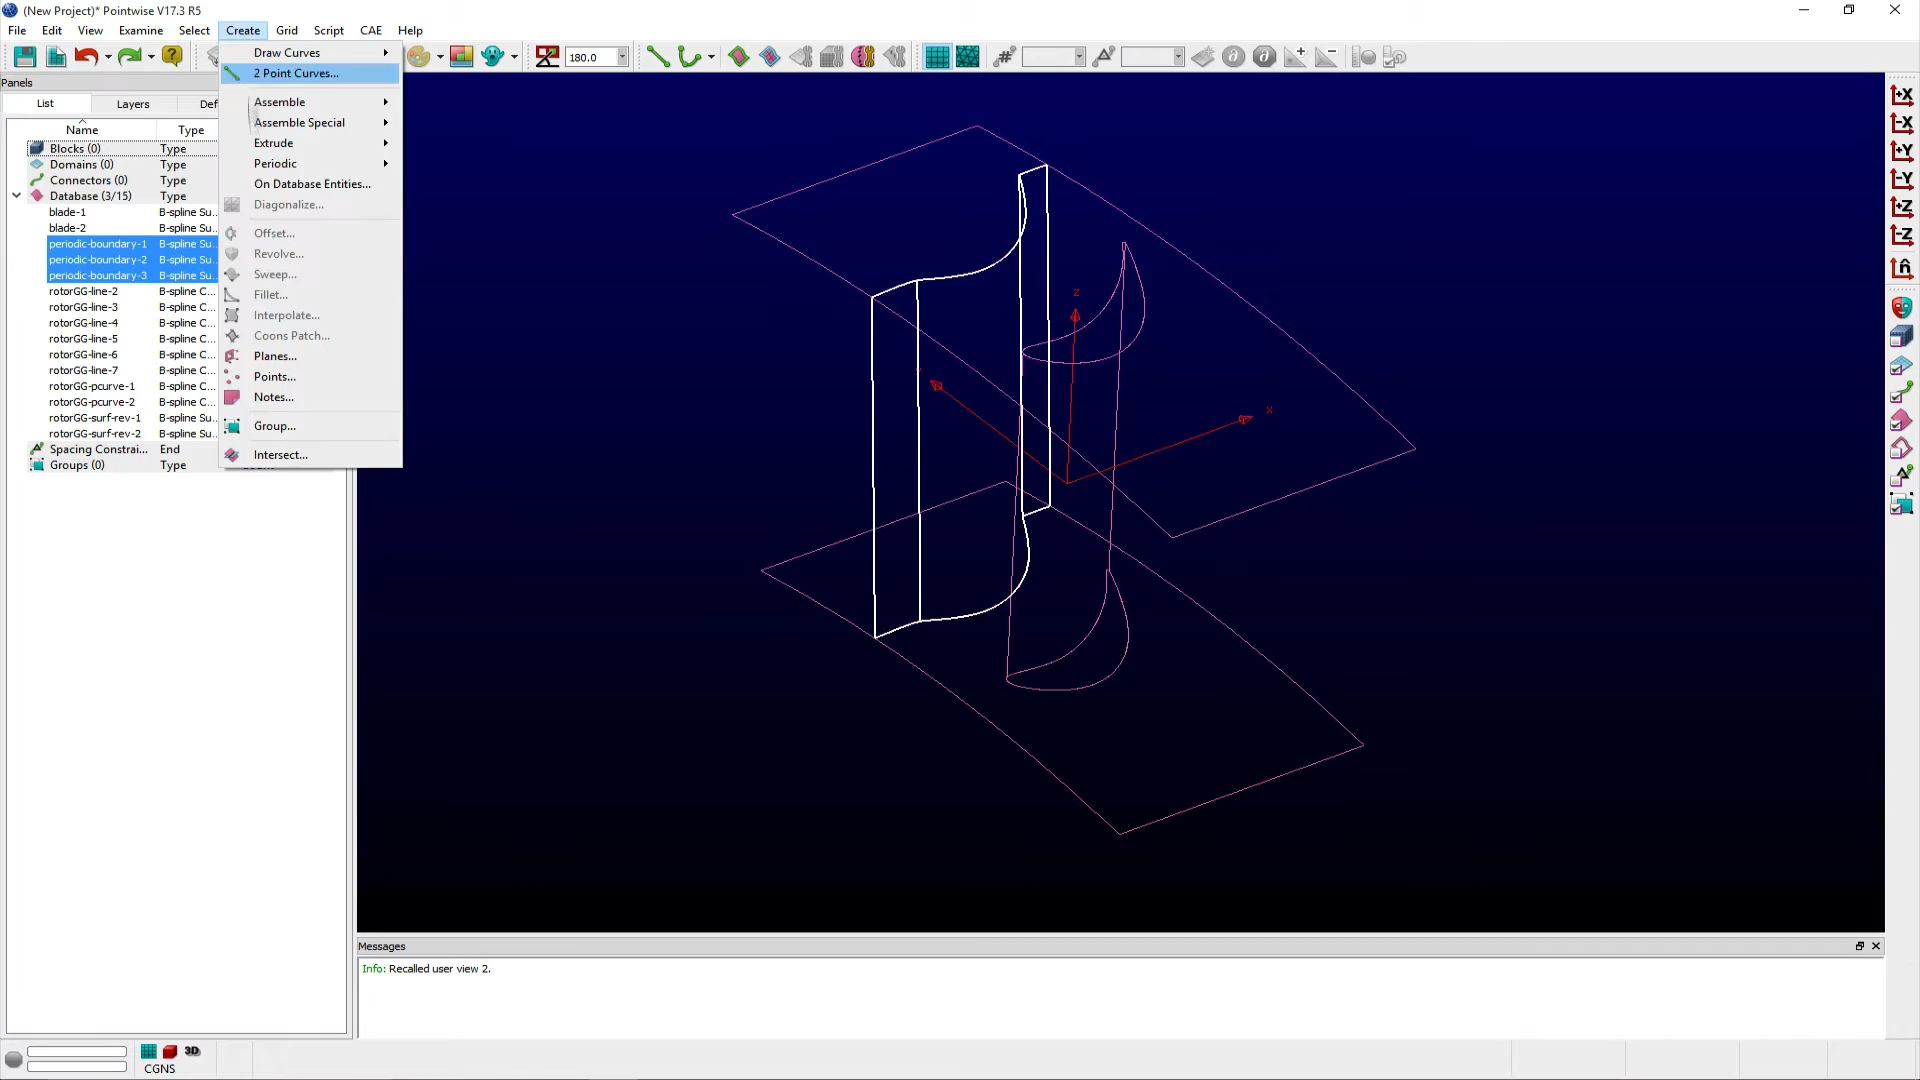 (New Project)* Pointwise V17.3 R5
File Edit View Examine Select Create Grid Script CAE Help
180.0
Panels
List Layers Def
Name Type
Blocks (0) Type
Domains (0) Type
Connectors (0) Type
Database (3/15) Type
blade-1 B-spline Su...
blade-2 B-spline Su...
periodic-boundary-1 B-spline Su...
periodic-boundary-2 B-spline Su...
periodic-boundary-3 B-spline Su...
rotorGG-line-2 B-spline C...
rotorGG-line-3 B-spline C...
rotorGG-line-4 B-spline C...
rotorGG-line-5 B-spline C...
rotorGG-line-6 B-spline C...
rotorGG-line-7 B-spline C...
rotorGG-pcurve-1 B-spline C...
rotorGG-pcurve-2 B-spline C...
rotorGG-surf-rev-1 B-spline Su...
rotorGG-surf-rev-2 B-spline Su...
Spacing Constrai... End
Groups (0) Type
Draw Curves
2 Point Curves...
Assemble
Assemble Special
Extrude
Periodic
On Database Entities...
Diagonalize...
Offset...
Revolve...
Sweep...
Fillet...
Interpolate...
Coons Patch...
Planes...
Points...
Notes...
Group...
Intersect...
Z
X
+X
-X
+Y
-Y
+Z
-Z
n̂
Messages
Info: Recalled user view 2.
3D
CGNS